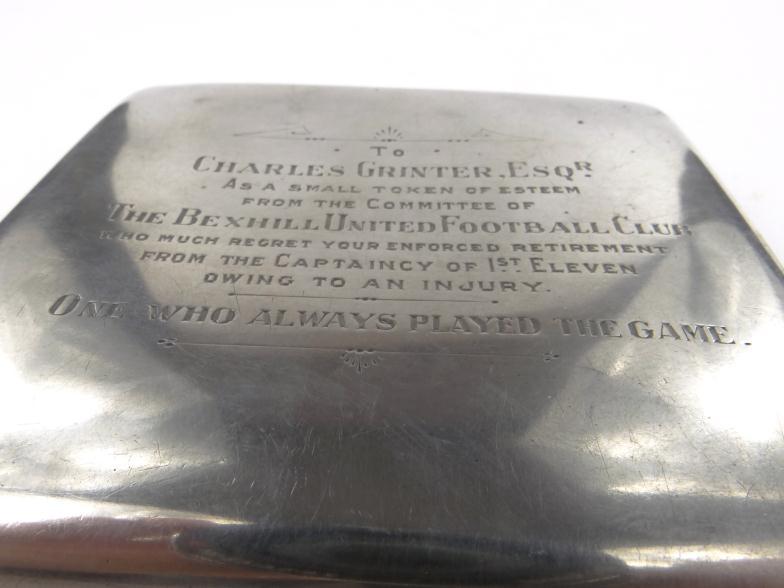 TO
CHARLES GRINTER, ESQR.
AS A SMALL TOKEN OF ESTEEM
FROM THE COMMITTEE OF
THE BEXHILL UNITED FOOTBALL CLUB
WHO MUCH REGRET YOUR ENFORCED RETIREMENT
FROM THE CAPTAINCY OF 1ST. ELEVEN
OWING TO AN INJURY.
ONE WHO ALWAYS PLAYED THE GAME.